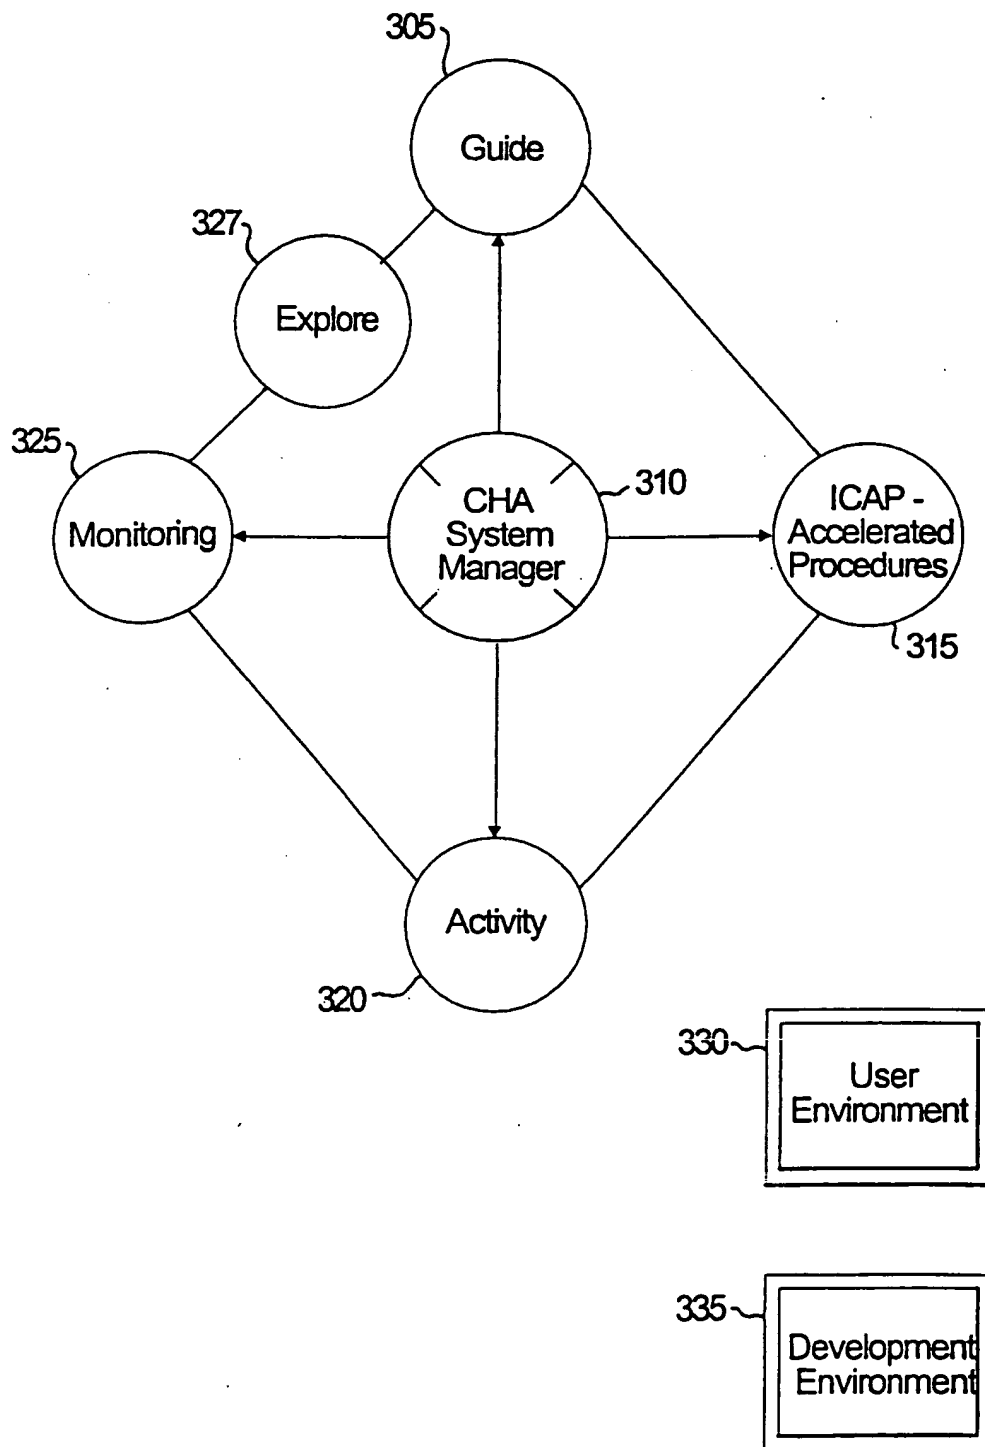 305
Guide
327
Explore
325
Monitoring
CHA
System
Manager
310
ICAP -
Accelerated
Procedures
315
Activity
320
330
User
Environment
335
Development
Environment